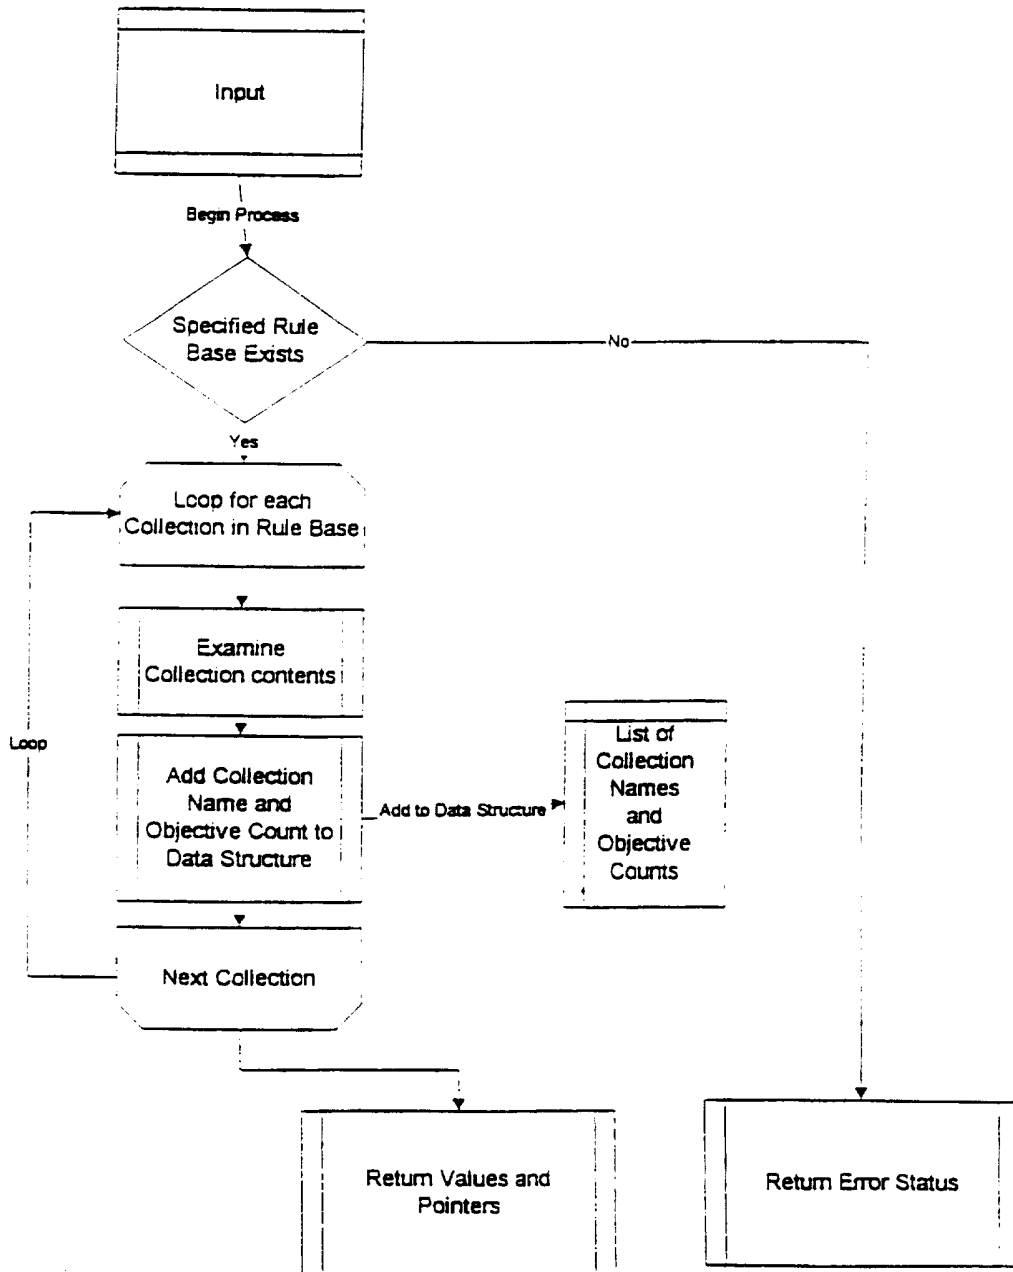 Input
Begin Process
Specified Rule
Base Exists
No
Yes
Loop for each
Collection in Rule Base
Examine
Collection contents
Loop
Add Collection
Name and
Objective Count to
Data Structure
Add to Data Structure
List of
Collection
Names
and
Objective
Counts
Next Collection
Return Values and
Pointers
Return Error Status